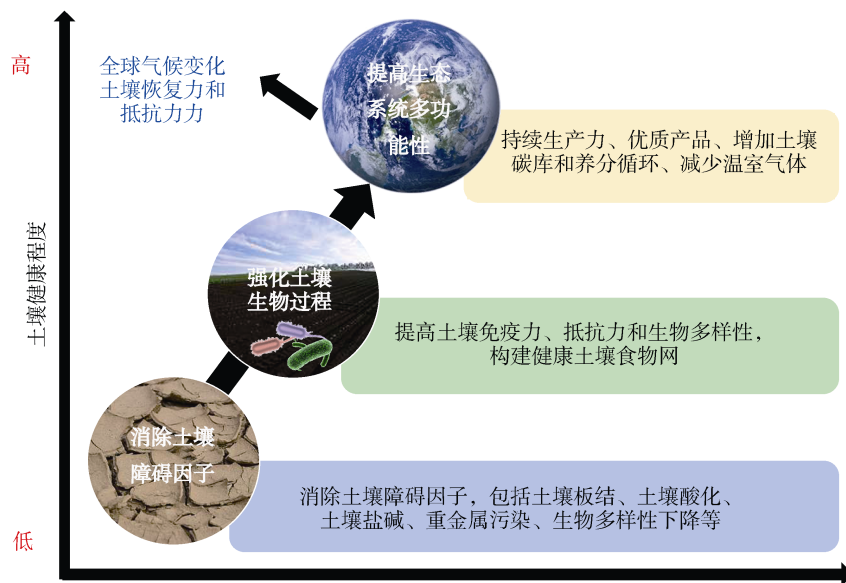 高
全球气候变化
土壤恢复力和
抵抗力力
提高生态
系统多功
能性
持续生产力、优质产品、增加土壤
碳库和养分循环、减少温室气体
土壤健康程度
强化土壤
生物过程
提高土壤免疫力、抵抗力和生物多样性，
构建健康土壤食物网
消除土壤
障碍因子
消除土壤障碍因子，包括土壤板结、土壤酸化、
土壤盐碱、重金属污染、生物多样性下降等
低